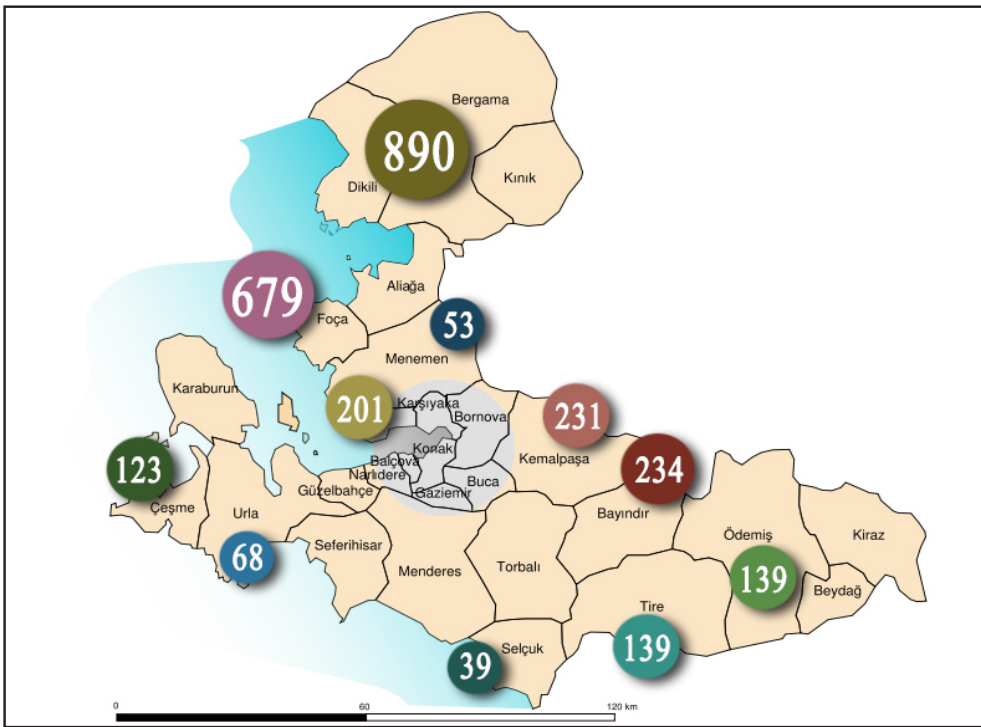 Bergama
890
Kınık
Dikili
679
Aliağa
Foça
53
Menemen
Karaburun
201
Karşıyaka
Bornova
231
Konak
Kemalpaşa
123
Balçova
234
Narlıdere
Buca
Güzelbahçe
Gaziemir
Çeşme
Urla
Bayındır
Ödemiş
Kiraz
Seferihisar
68
Menderes
Torbalı
139
Beydağ
Tire
Selçuk
139
39
0
60
120 km